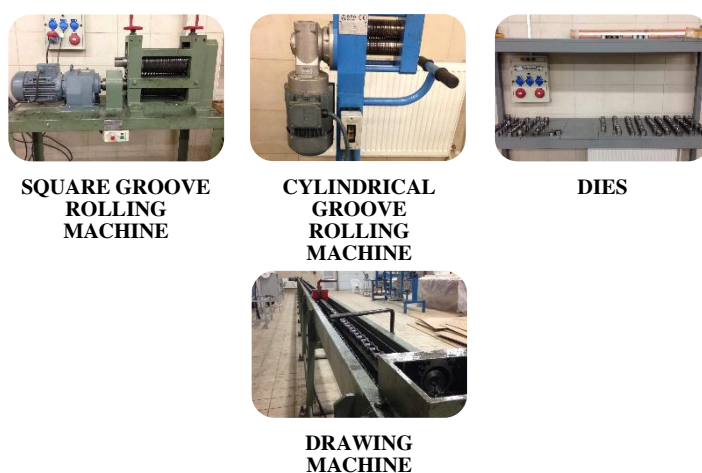 SQUARE GROOVE
ROLLING
MACHINE
CYLINDRICAL
GROOVE
ROLLING
MACHINE
DIES
DRAWING
MACHINE